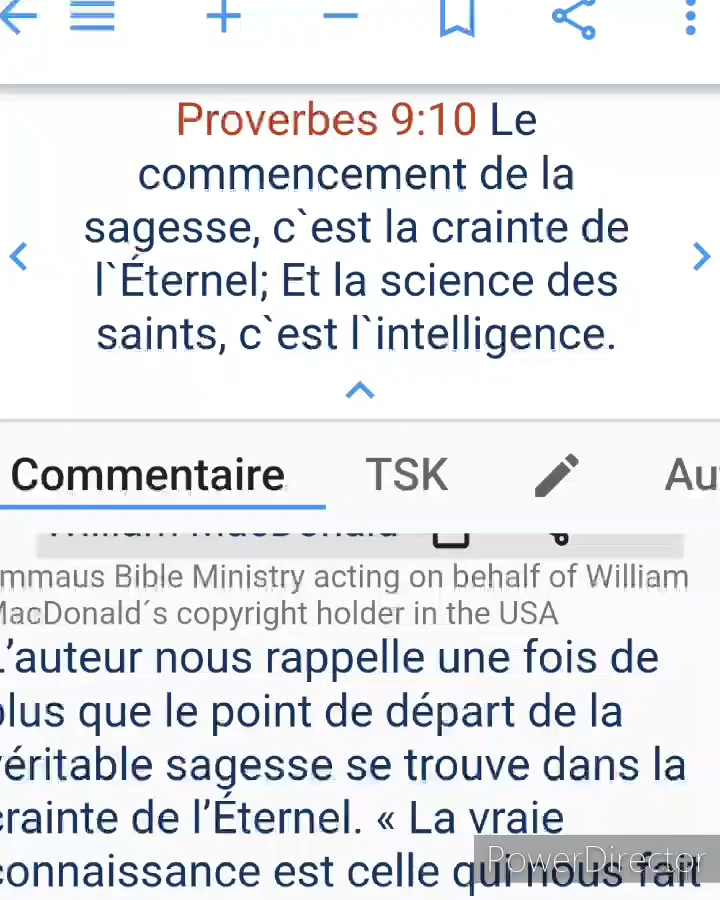 Proverbes 9:10 Le
commencement de la
sagesse, c`est la crainte de
l`Éternel; Et la science des
saints, c`est l`intelligence.
Commentaire TSK Au
William MacDonald
mmaus Bible Ministry acting on behalf of William
MacDonald´s copyright holder in the USA
L’auteur nous rappelle une fois de
plus que le point de départ de la
véritable sagesse se trouve dans la
crainte de l’Éternel. « La vraie
connaissance est celle qui nous fait
PowerDirector